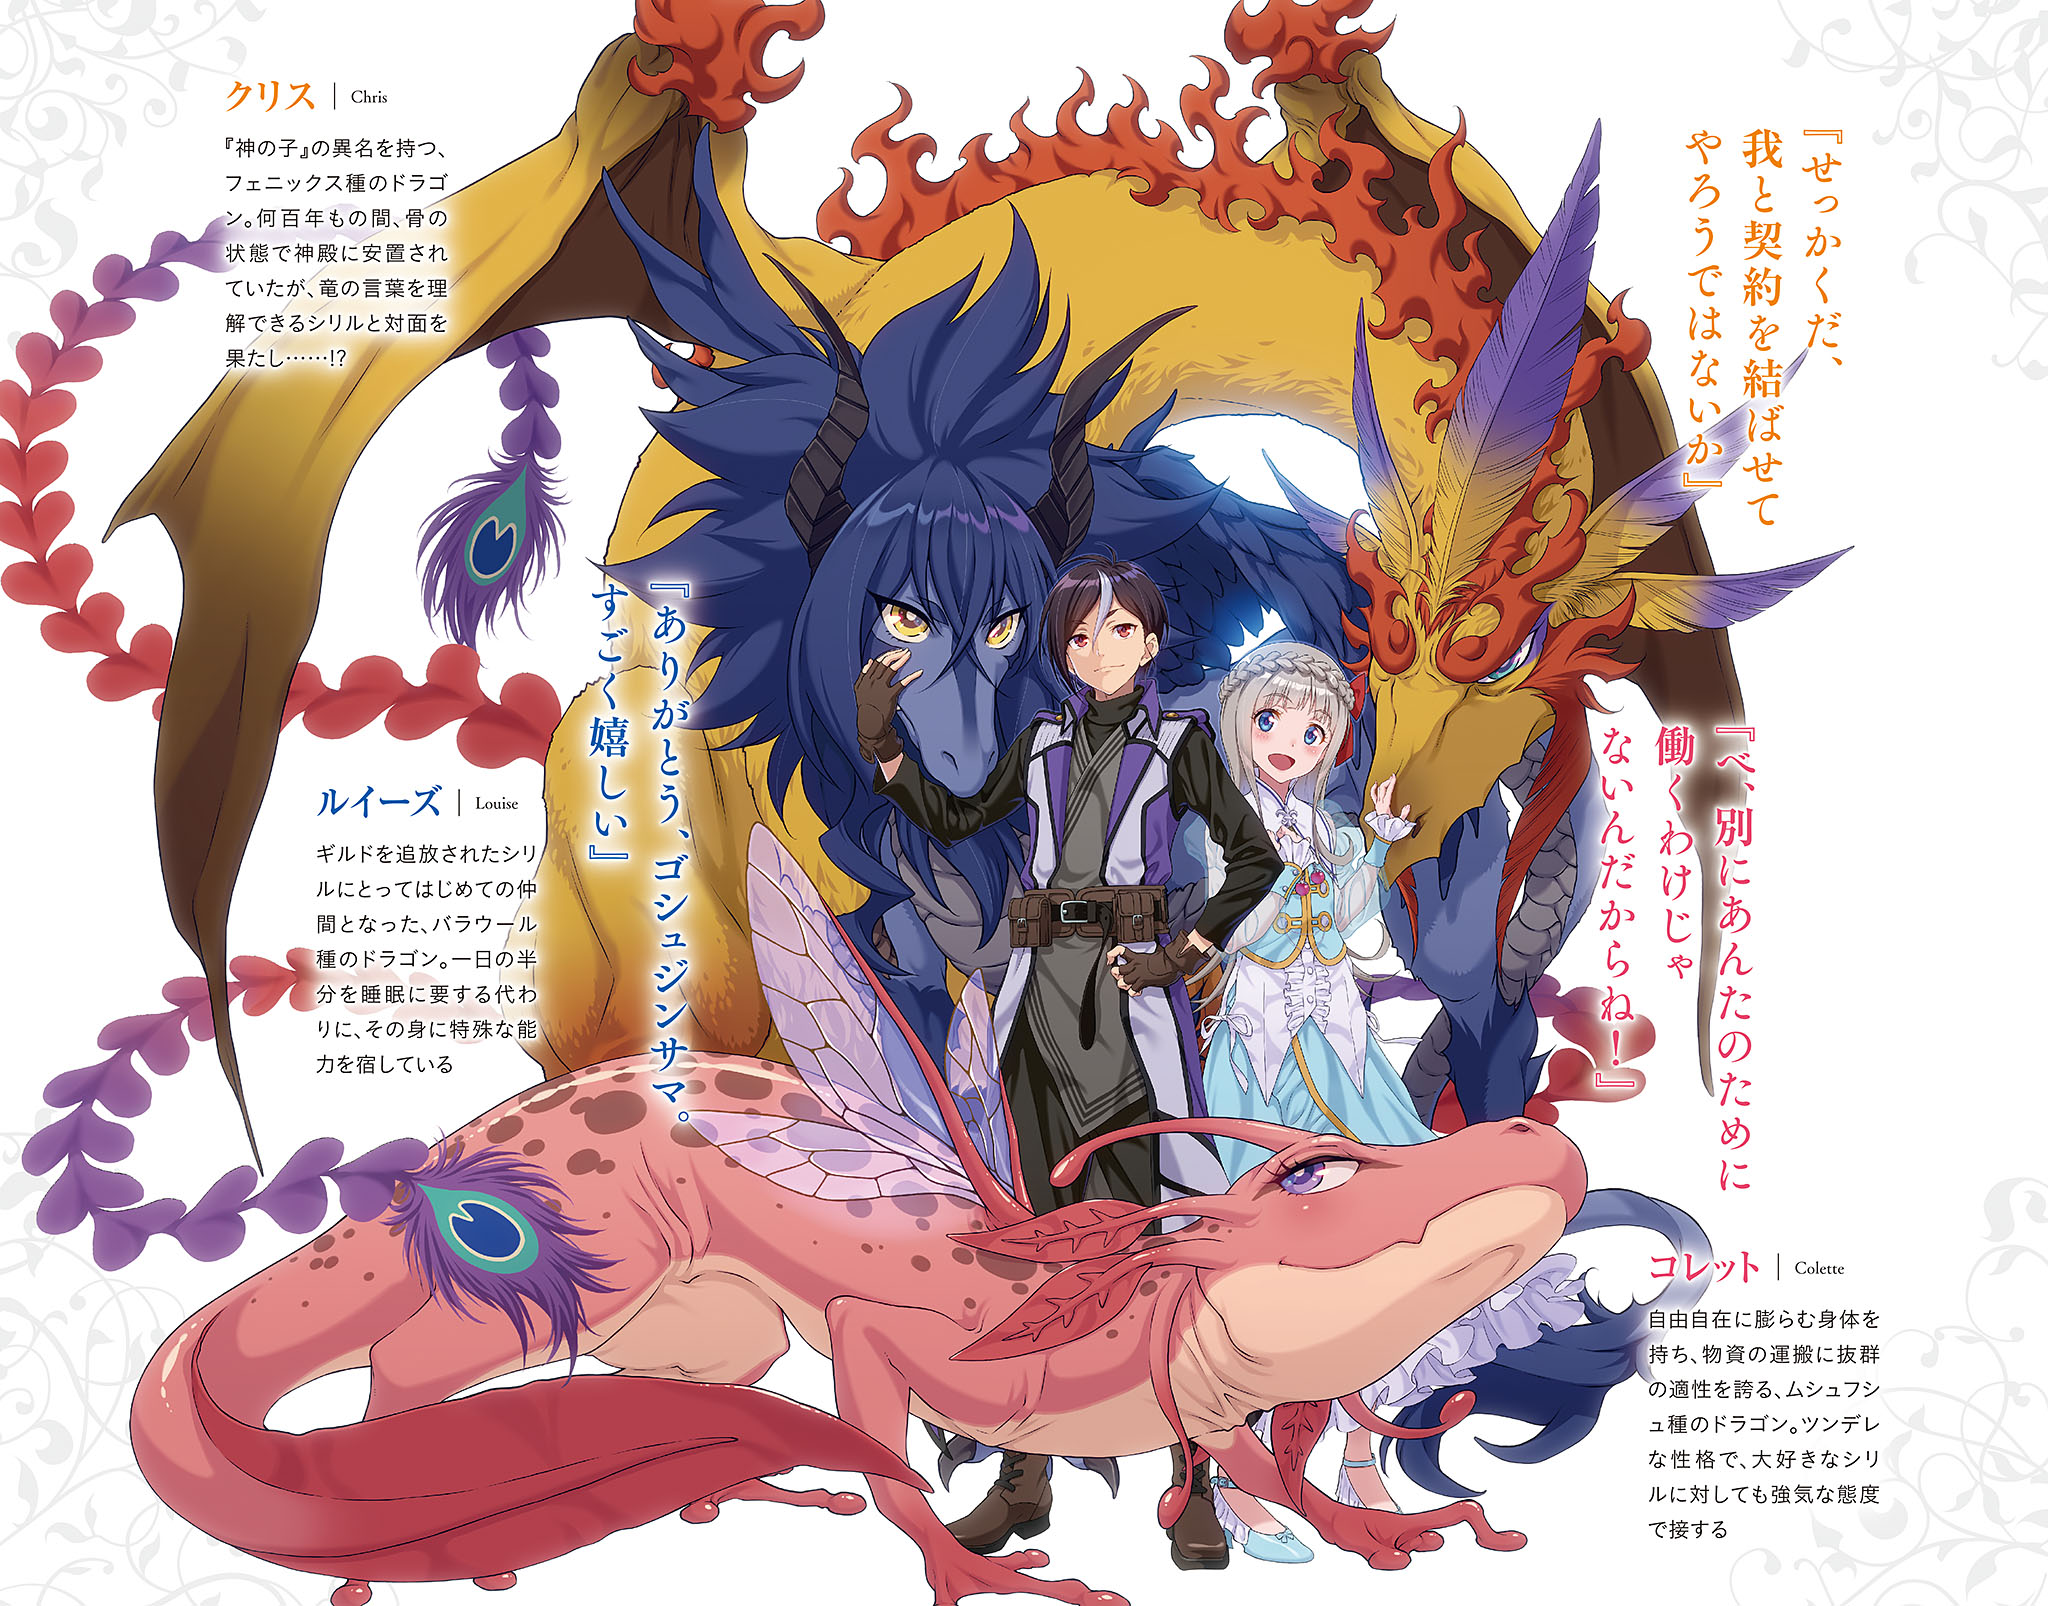 クリス | Chris
『神の子』の異名を持つ、
フェニックス種のドラゴ
ン。何百年もの間、骨の
状態で神殿に安置され
ていたが、竜の言葉を理
解できるシリルと対面を
果たし……!?
『せっかくだ、
我と契約を結ばせて
やろうではないか』
『ありがとう、ゴシュジンサマ。
すごく嬉しい』
ルイーズ | Louise
ギルドを追放されたシリ
ルにとってはじめての仲
間となった、バラウール
種のドラゴン。一日の半
分を睡眠に要する代わ
りに、その身に特殊な能
力を宿している
『べ、別にあんたのために
働くわけじゃ
ないんだからね！』
コレット | Colette
自由自在に膨らむ身体を
持ち、物資の運搬に抜群
の適性を誇る、ムシュフシ
ュ種のドラゴン。ツンデレ
な性格で、大好きなシリ
ルに対しても強気な態度
で接する